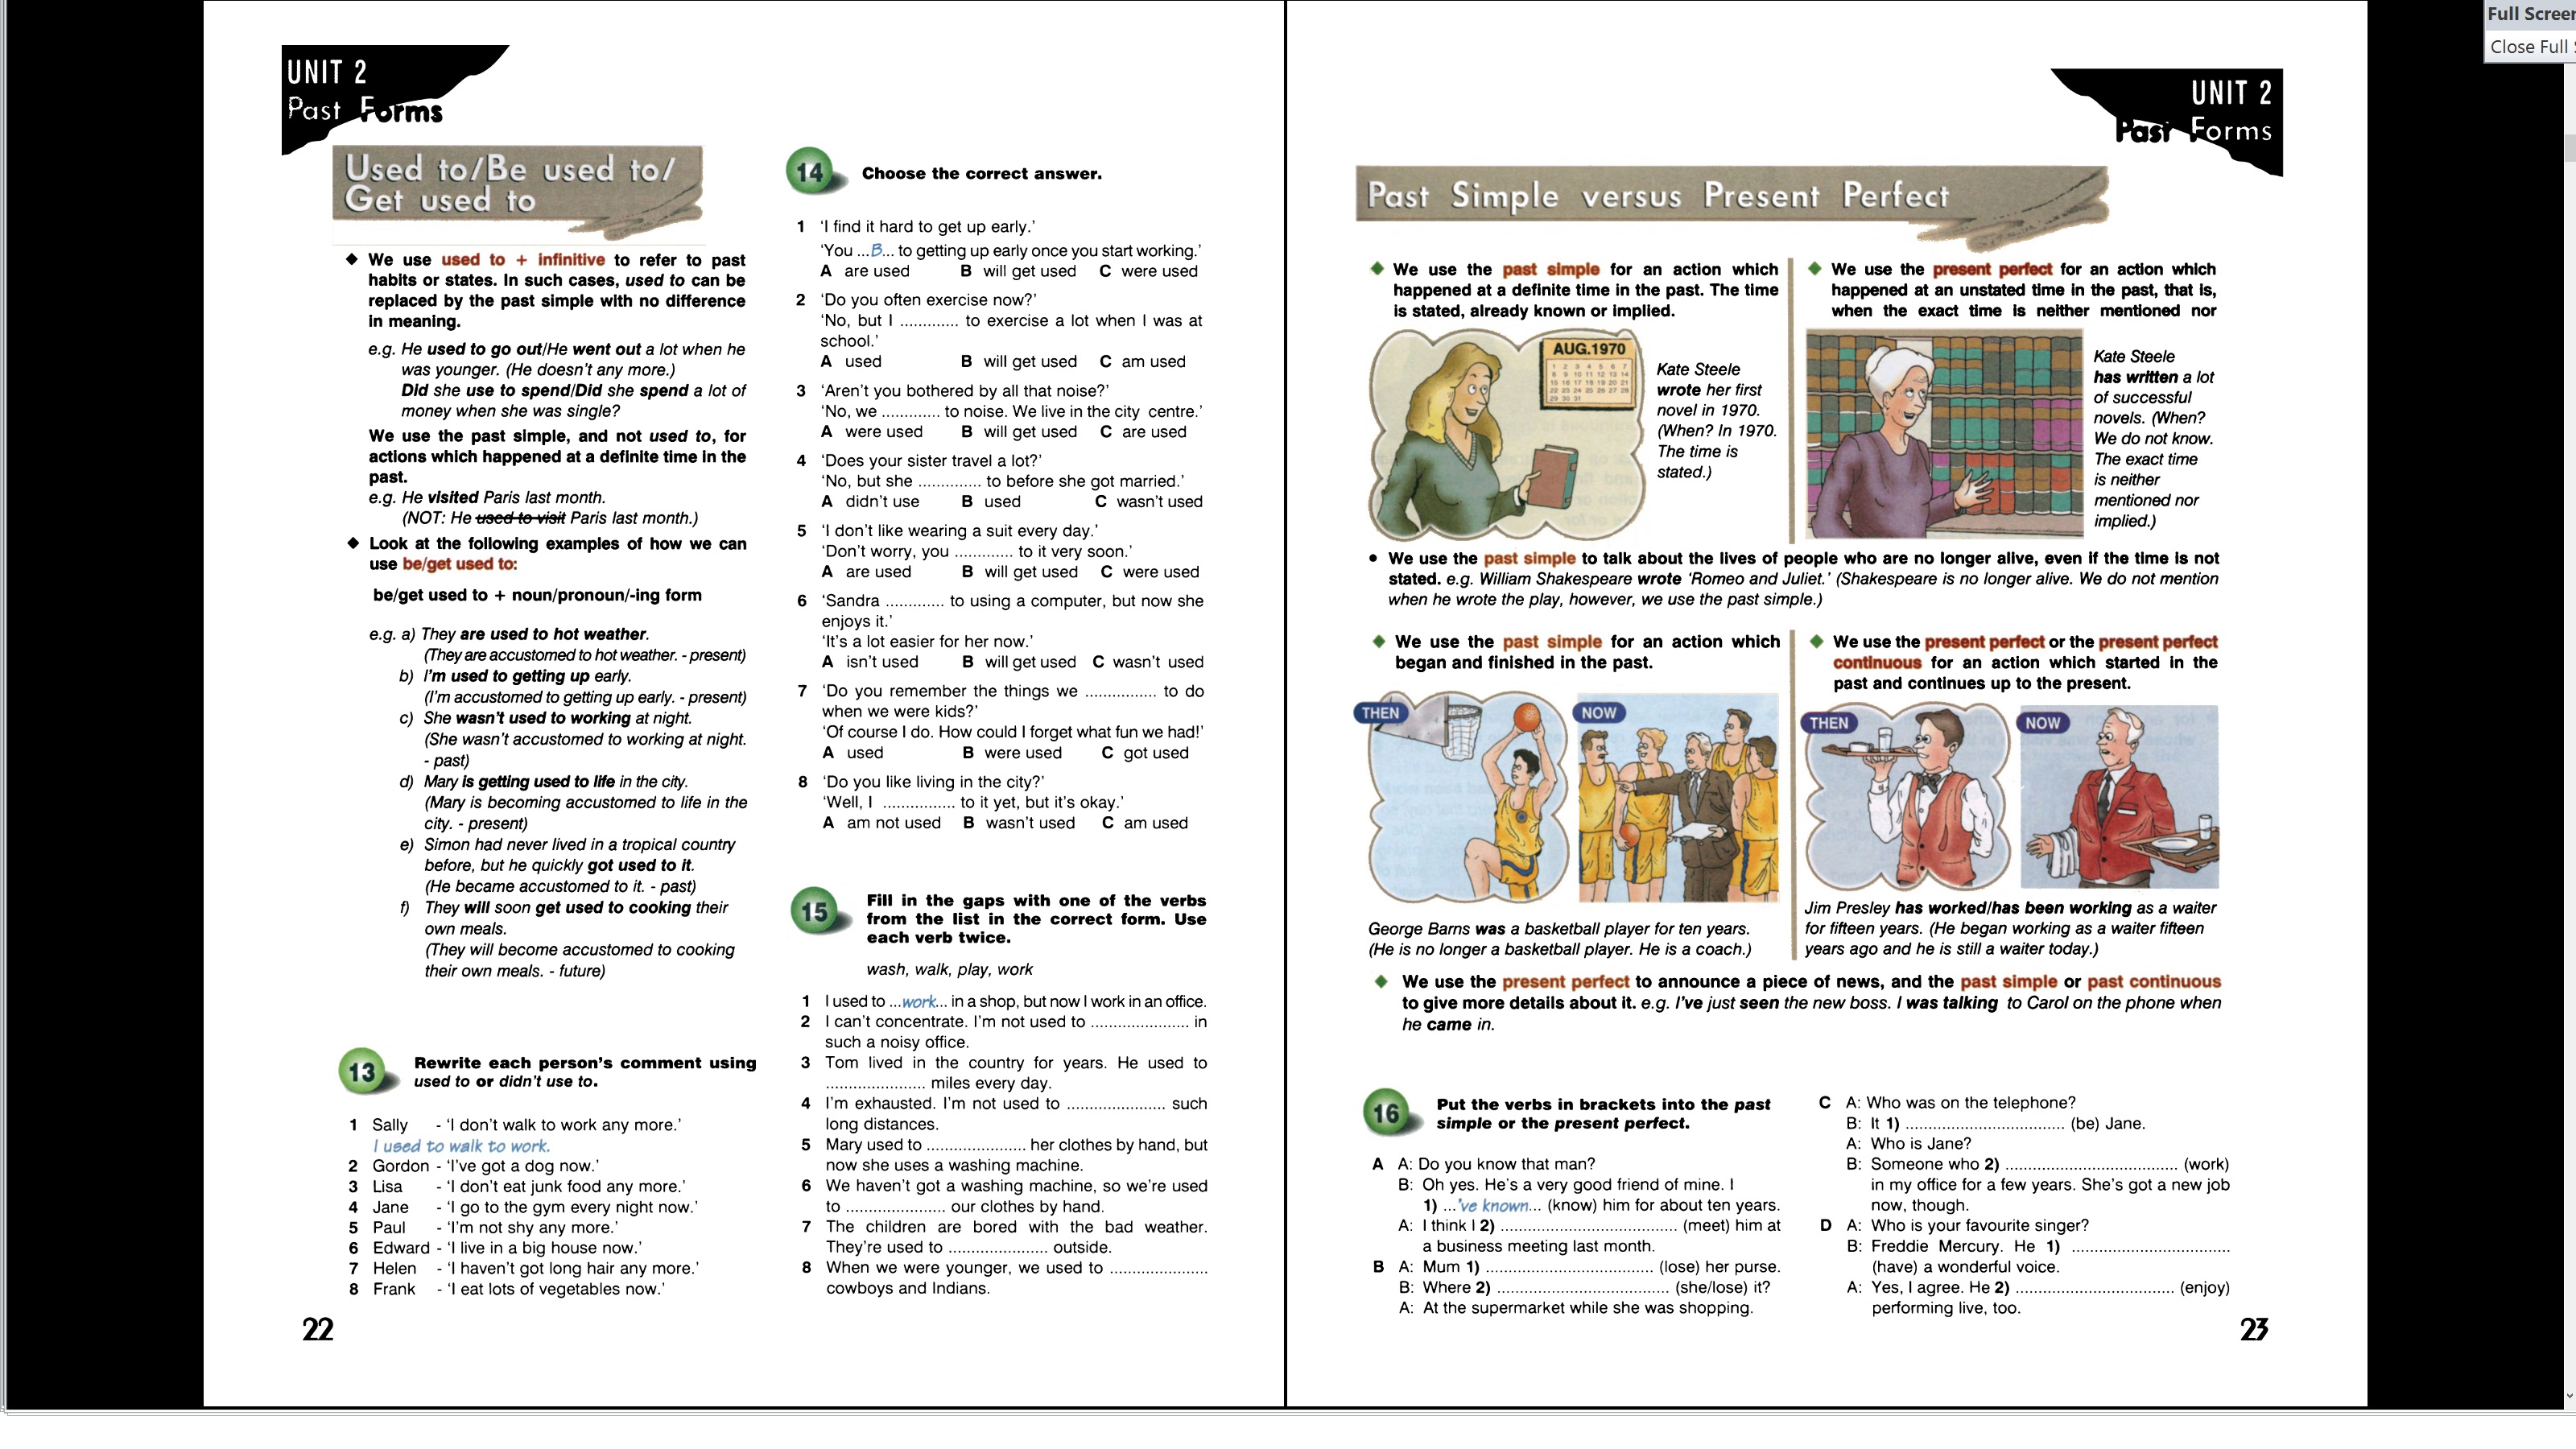 Full Screen
Close Full
UNIT 2
Past Forms
Used to/Be used to/
Get used to
◆ We use used to + infinitive to refer to past
habits or states. In such cases, used to can be
replaced by the past simple with no difference
in meaning.
e.g. He used to go out/He went out a lot when he
was younger. (He doesn't any more.)
Did she use to spend/Did she spend a lot of
money when she was single?
We use the past simple, and not used to, for
actions which happened at a definite time in the
past.
e.g. He visited Paris last month.
(NOT: He used to visit Paris last month.)
◆ Look at the following examples of how we can
use be/get used to:
be/get used to + noun/pronoun/-ing form
e.g. a) They are used to hot weather.
(They are accustomed to hot weather. - present)
b) I'm used to getting up early.
(I'm accustomed to getting up early. - present)
c) She wasn't used to working at night.
(She wasn't accustomed to working at night.
- past)
d) Mary is getting used to life in the city.
(Mary is becoming accustomed to life in the
city. - present)
e) Simon had never lived in a tropical country
before, but he quickly got used to it.
(He became accustomed to it. - past)
f) They will soon get used to cooking their
own meals.
(They will become accustomed to cooking
their own meals. - future)
13 Rewrite each person's comment using
used to or didn't use to.
1 Sally - 'I don't walk to work any more.'
I used to walk to work.
2 Gordon - 'I've got a dog now.'
3 Lisa - 'I don't eat junk food any more.'
4 Jane - 'I go to the gym every night now.'
5 Paul - 'I'm not shy any more.'
6 Edward - 'I live in a big house now.'
7 Helen - 'I haven't got long hair any more.'
8 Frank - 'I eat lots of vegetables now.'
22
14 Choose the correct answer.
1 'I find it hard to get up early.'
'You ...B... to getting up early once you start working.'
A are used B will get used C were used
2 'Do you often exercise now?'
'No, but I ............. to exercise a lot when I was at
school.'
A used B will get used C am used
3 'Aren't you bothered by all that noise?'
'No, we ............. to noise. We live in the city centre.'
A were used B will get used C are used
4 'Does your sister travel a lot?'
'No, but she .............. to before she got married.'
A didn't use B used C wasn't used
5 'I don't like wearing a suit every day.'
'Don't worry, you ............. to it very soon.'
A are used B will get used C were used
6 'Sandra ............. to using a computer, but now she
enjoys it.'
'It's a lot easier for her now.'
A isn't used B will get used C wasn't used
7 'Do you remember the things we ................ to do
when we were kids?'
'Of course I do. How could I forget what fun we had!'
A used B were used C got used
8 'Do you like living in the city?'
'Well, I ................ to it yet, but it's okay.'
A am not used B wasn't used C am used
15 Fill in the gaps with one of the verbs
from the list in the correct form. Use
each verb twice.
wash, walk, play, work
1 I used to ...work... in a shop, but now I work in an office.
2 I can't concentrate. I'm not used to ...................... in
such a noisy office.
3 Tom lived in the country for years. He used to
...................... miles every day.
4 I'm exhausted. I'm not used to ...................... such
long distances.
5 Mary used to ...................... her clothes by hand, but
now she uses a washing machine.
6 We haven't got a washing machine, so we're used
to ...................... our clothes by hand.
7 The children are bored with the bad weather.
They're used to ...................... outside.
8 When we were younger, we used to ......................
cowboys and Indians.
UNIT 2
Past Forms
Past Simple versus Present Perfect
◆ We use the past simple for an action which
happened at a definite time in the past. The time
is stated, already known or implied.
AUG.1970
Kate Steele
wrote her first
novel in 1970.
(When? In 1970.
The time is
stated.)
◆ We use the present perfect for an action which
happened at an unstated time in the past, that is,
when the exact time is neither mentioned nor
Kate Steele
has written a lot
of successful
novels. (When?
We do not know.
The exact time
is neither
mentioned nor
implied.)
• We use the past simple to talk about the lives of people who are no longer alive, even if the time is not
stated. e.g. William Shakespeare wrote 'Romeo and Juliet.' (Shakespeare is no longer alive. We do not mention
when he wrote the play, however, we use the past simple.)
◆ We use the past simple for an action which
began and finished in the past.
THEN NOW
George Barns was a basketball player for ten years.
(He is no longer a basketball player. He is a coach.)
◆ We use the present perfect or the present perfect
continuous for an action which started in the
past and continues up to the present.
THEN NOW
Jim Presley has worked/has been working as a waiter
for fifteen years. (He began working as a waiter fifteen
years ago and he is still a waiter today.)
◆ We use the present perfect to announce a piece of news, and the past simple or past continuous
to give more details about it. e.g. I've just seen the new boss. I was talking to Carol on the phone when
he came in.
16 Put the verbs in brackets into the past
simple or the present perfect.
A A: Do you know that man?
B: Oh yes. He's a very good friend of mine. I
1) ...'ve known... (know) him for about ten years.
A: I think I 2) ...................................... (meet) him at
a business meeting last month.
B A: Mum 1) .................................... (lose) her purse.
B: Where 2) ..................................... (she/lose) it?
A: At the supermarket while she was shopping.
C A: Who was on the telephone?
B: It 1) .................................. (be) Jane.
A: Who is Jane?
B: Someone who 2) ..................................... (work)
in my office for a few years. She's got a new job
now, though.
D A: Who is your favourite singer?
B: Freddie Mercury. He 1) ..................................
(have) a wonderful voice.
A: Yes, I agree. He 2) .................................. (enjoy)
performing live, too.
23